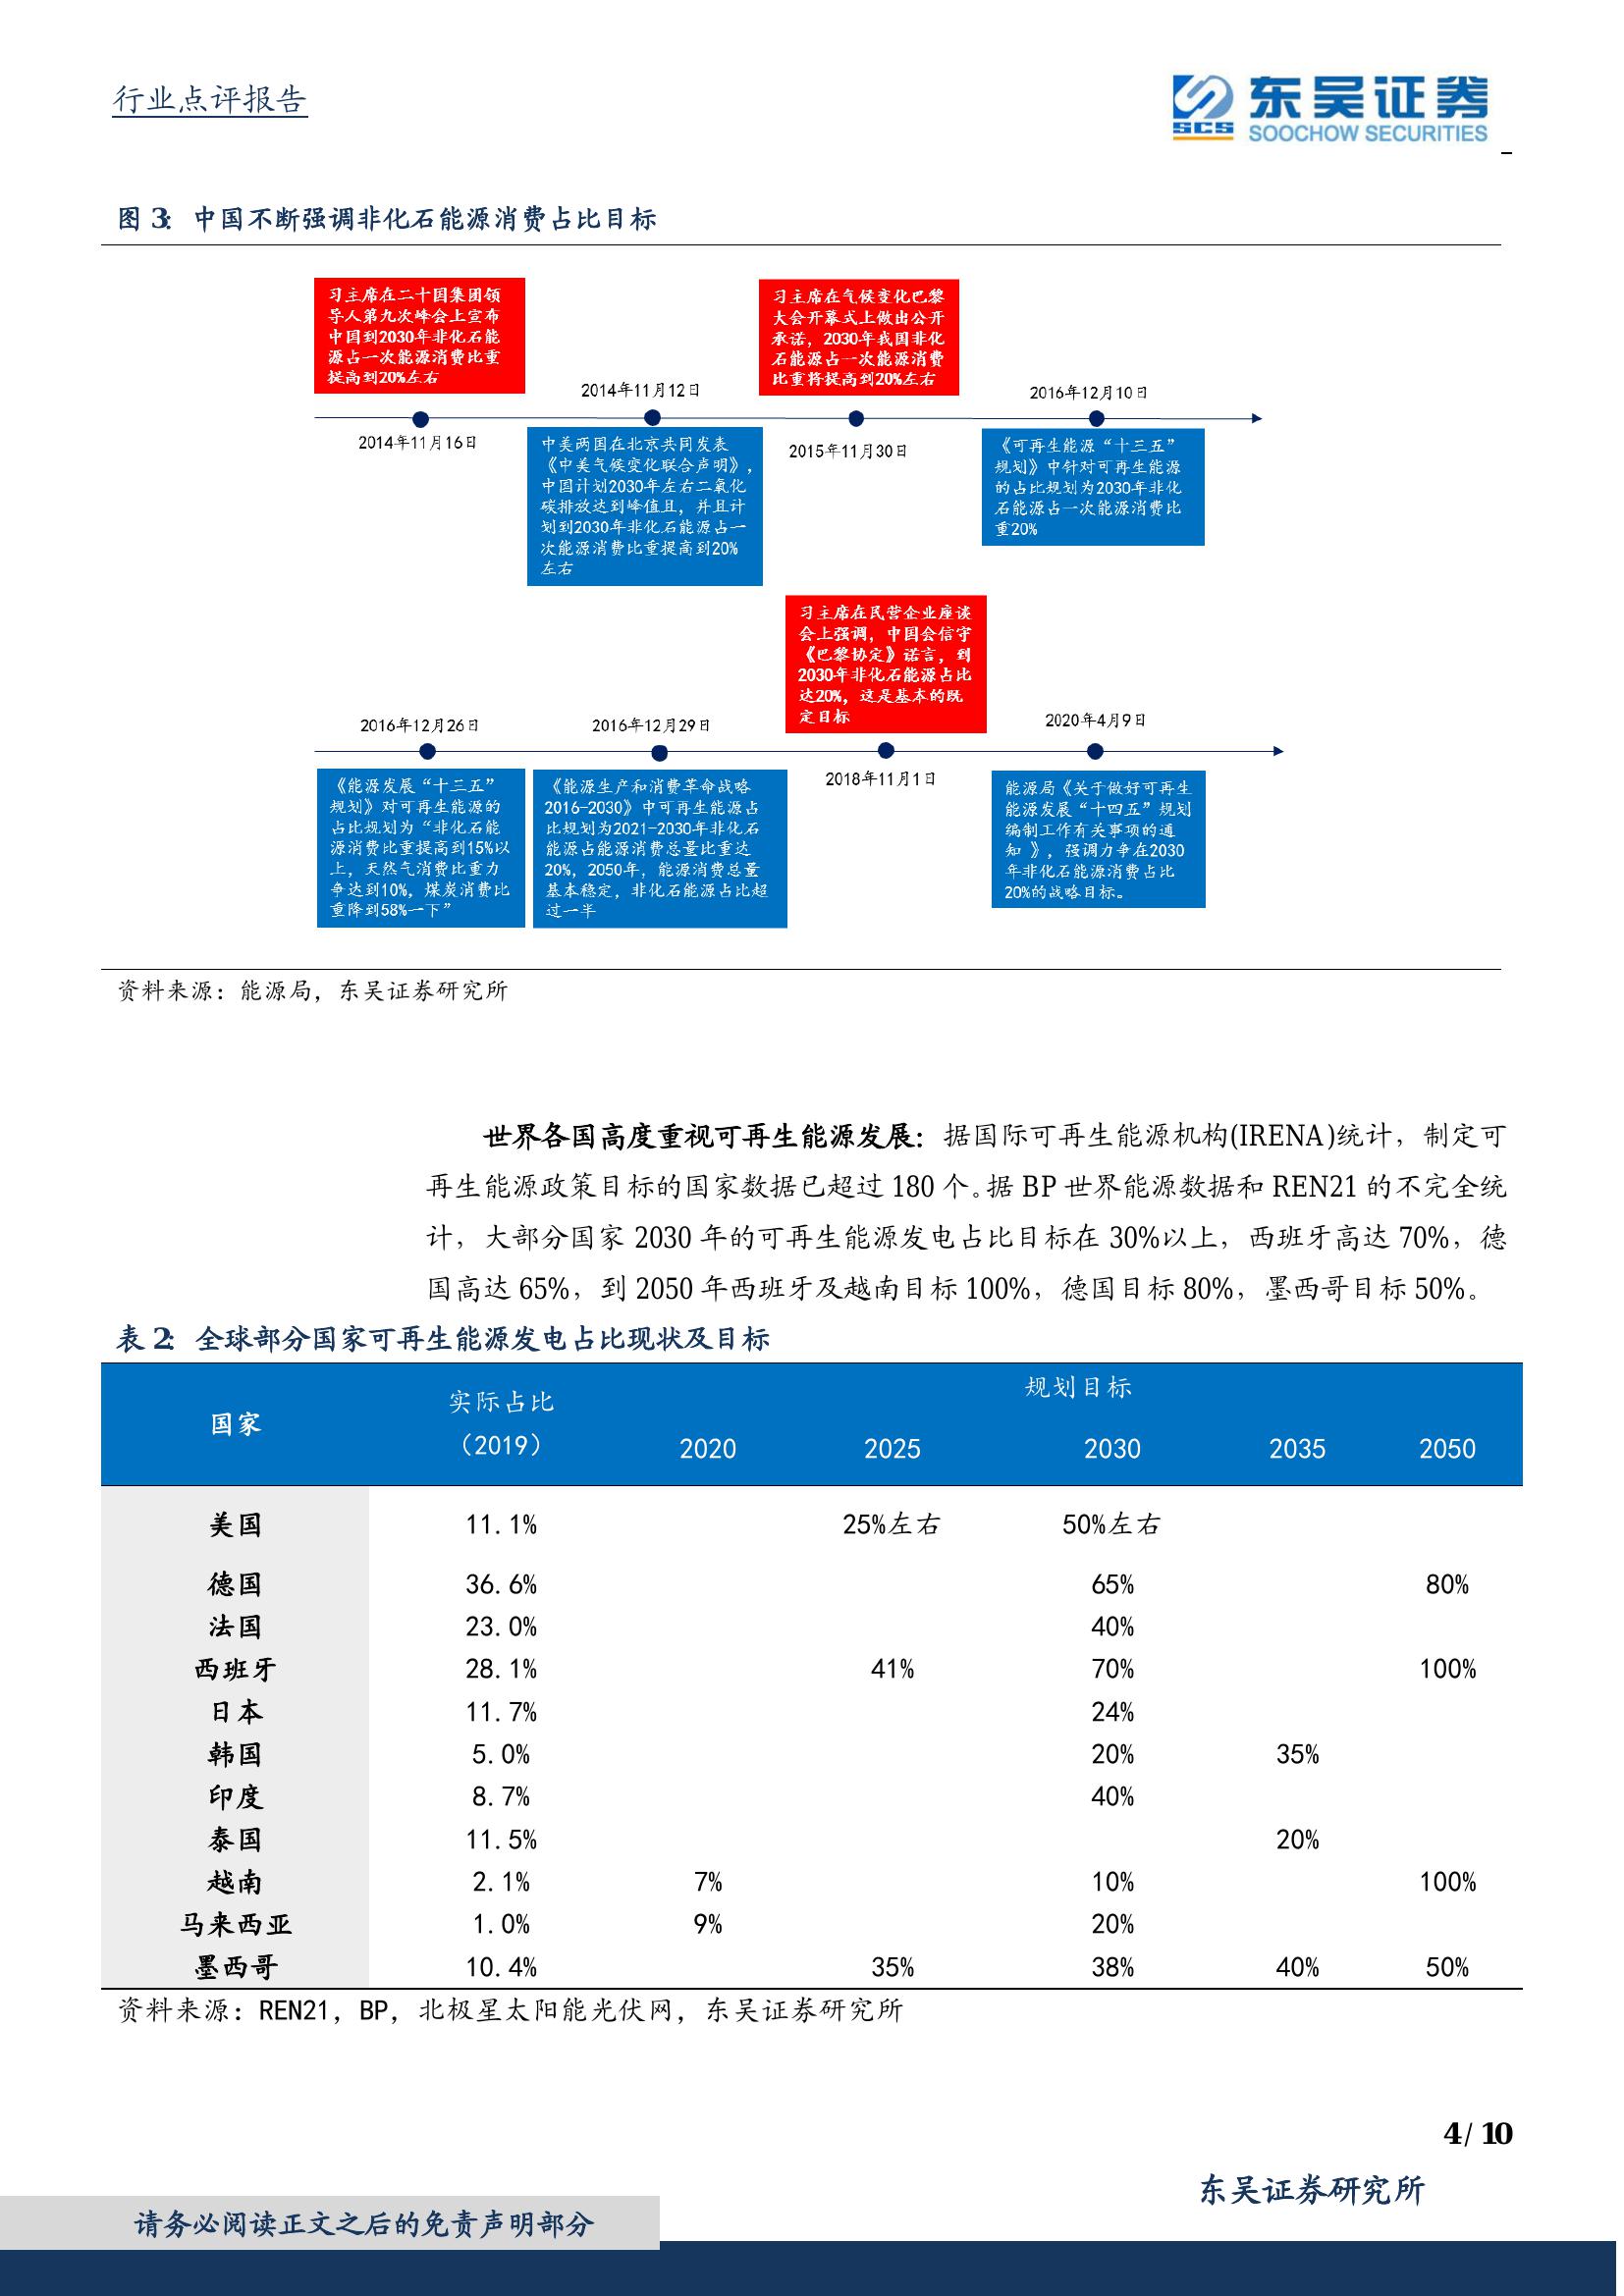 行业点评报告
SCS
东吴证券
SOOCHOW SECURITIES
图 3: 中国不断强调非化石能源消费占比目标
习主席在二十国集团领
导人第九次峰会上宣布
中国到2030年非化石能
源占一次能源消费比重
提高到20%左右
2014年11月16日
2014年11月12日
中美两国在北京共同发表
《中美气候变化联合声明》，
中国计划2030年左右二氧化
碳排放达到峰值且，并且计
划到2030年非化石能源占一
次能源消费比重提高到20%
左右
习主席在气候变化巴黎
大会开幕式上做出公开
承诺，2030年我国非化
石能源占一次能源消费
比重将提高到20%左右
2015年11月30日
2016年12月10日
《可再生能源“十三五”
规划》中针对可再生能源
的占比规划为2030年非化
石能源占一次能源消费比
重20%
2016年12月26日
《能源发展“十三五”
规划》对可再生能源的
占比规划为“非化石能
源消费比重提高到15%以
上，天然气消费比重力
争达到10%，煤炭消费比
重降到58%一下”
2016年12月29日
《能源生产和消费革命战略
2016-2030》中可再生能源占
比规划为2021-2030年非化石
能源占能源消费总量比重达
20%，2050年，能源消费总量
基本稳定，非化石能源占比超
过一半
习主席在民营企业座谈
会上强调，中国会信守
《巴黎协定》诺言，到
2030年非化石能源占比
达20%，这是基本的既
定目标
2018年11月1日
2020年4月9日
能源局《关于做好可再生
能源发展“十四五”规划
编制工作有关事项的通
知 》，强调力争在2030
年非化石能源消费占比
20%的战略目标。
资料来源：能源局，东吴证券研究所
世界各国高度重视可再生能源发展：据国际可再生能源机构(IRENA)统计，制定可
再生能源政策目标的国家数据已超过 180 个。据 BP 世界能源数据和 REN21 的不完全统
计，大部分国家 2030 年的可再生能源发电占比目标在 30%以上，西班牙高达 70%，德
国高达 65%，到 2050 年西班牙及越南目标 100%，德国目标 80%，墨西哥目标 50%。
表 2: 全球部分国家可再生能源发电占比现状及目标
国家 实际占比（2019） 规划目标
2020 2025 2030 2035 2050
美国 11.1% 25%左右 50%左右
德国 36.6% 65% 80%
法国 23.0% 40%
西班牙 28.1% 41% 70% 100%
日本 11.7% 24%
韩国 5.0% 20% 35%
印度 8.7% 40%
泰国 11.5% 20%
越南 2.1% 7% 10% 100%
马来西亚 1.0% 9% 20%
墨西哥 10.4% 35% 38% 40% 50%
资料来源：REN21，BP，北极星太阳能光伏网，东吴证券研究所
4 / 10
东吴证券研究所
请务必阅读正文之后的免责声明部分